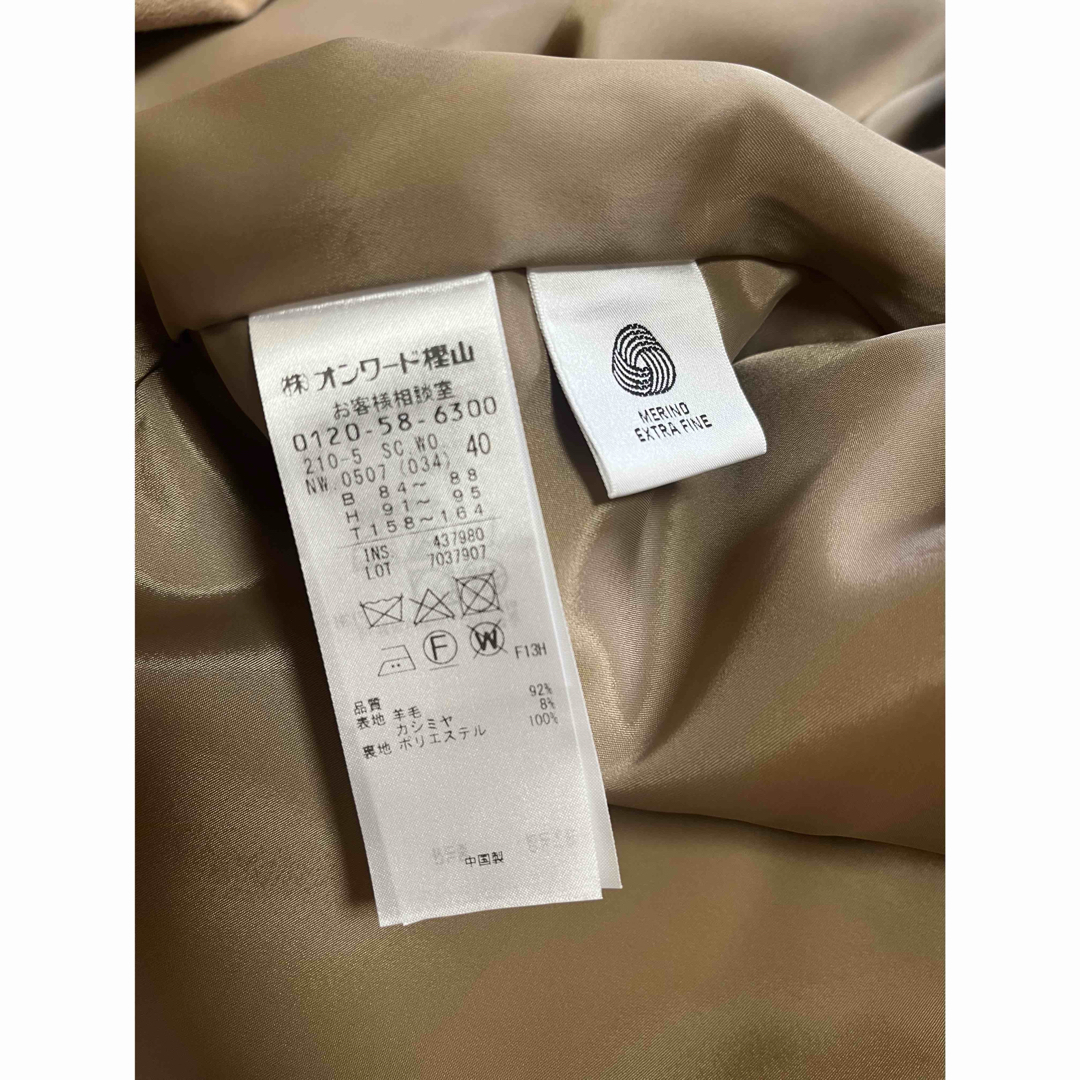 ㈱オンワード樫山
お客様相談室
0120-58-6300
210-5 SC.WO.
NW.0507(034) 40
B 84～ 88
H 91～ 95
T 158～164
INS. 437980
LOT 7037907
F
W
F13H
品質
表地 羊毛 92%
カシミヤ 8%
裏地 ポリエステル 100%
中国製
MERINO
EXTRA FINE